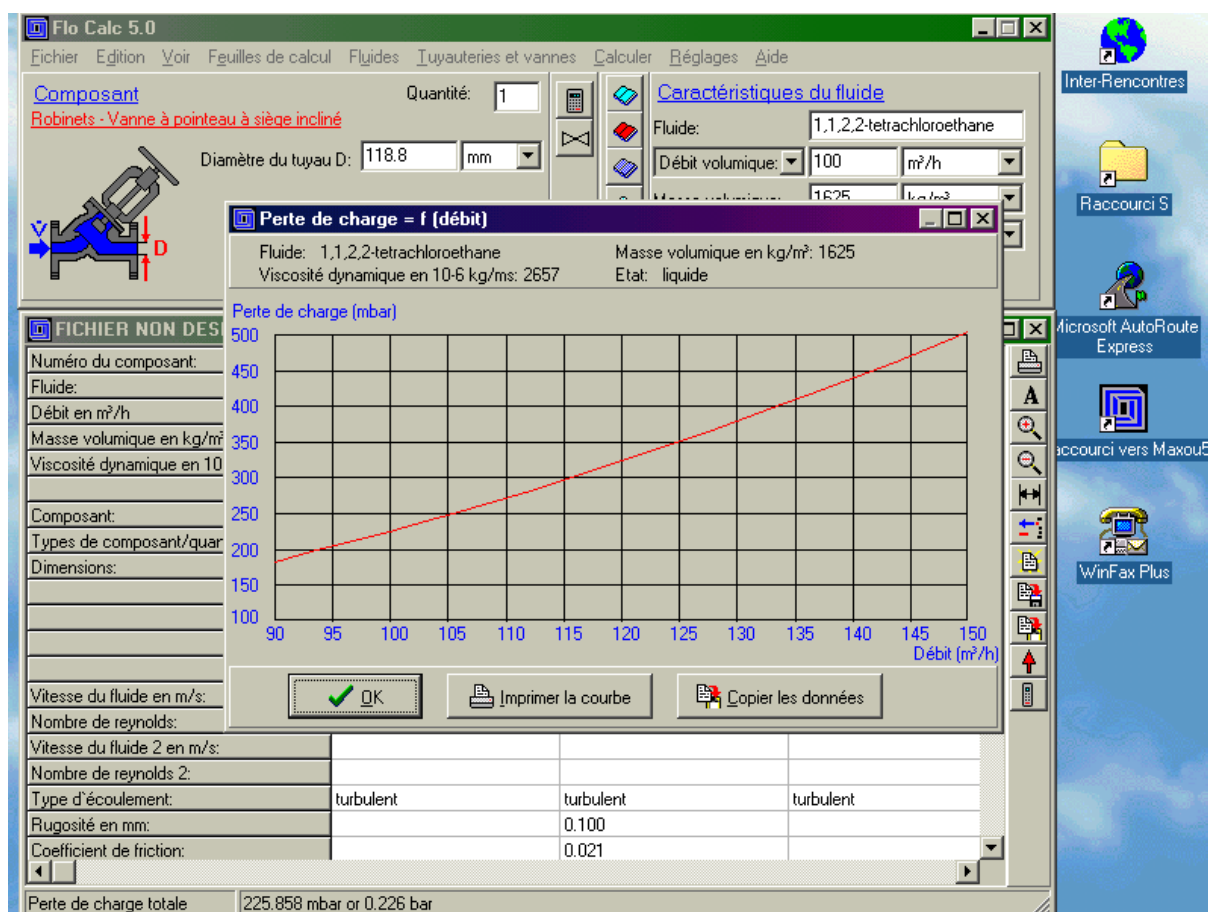 Flo Calc 5.0
Fichier Edition Voir Feuilles de calcul Fluides Tuyauteries et vannes Calculer Réglages Aide
Composant Quantité: 1
Robinets - Vanne à pointeau à siège incliné
Diamètre du tuyau D: 118.8 mm
V D
Caractéristiques du fluide
Fluide: 1,1,2,2-tetrachloroethane
Débit volumique: 100 m³/h
Masse volumique: 1625 kg/m³
Perte de charge = f (débit)
Fluide: 1,1,2,2-tetrachloroethane Masse volumique en kg/m³: 1625
Viscosité dynamique en 10-6 kg/ms: 2657 Etat: liquide
Perte de charge (mbar)
500
450
400
350
300
250
200
150
100
90 95 100 105 110 115 120 125 130 135 140 145 150
Débit (m³/h)
OK Imprimer la courbe Copier les données
FICHIER NON DESI
Numéro du composant:
Fluide:
Débit en m³/h
Masse volumique en kg/m³
Viscosité dynamique en 10
Composant:
Types de composant/quan
Dimensions:
Vitesse du fluide en m/s:
Nombre de reynolds:
Vitesse du fluide 2 en m/s:
Nombre de reynolds 2:
Type d`écoulement: turbulent turbulent turbulent
Rugosité en mm: 0.100
Coefficient de friction: 0.021
Perte de charge totale 225.858 mbar or 0.226 bar
A
Inter-Rencontres
Raccourci S
Microsoft AutoRoute
Express
accourci vers Maxou5
WinFax Plus